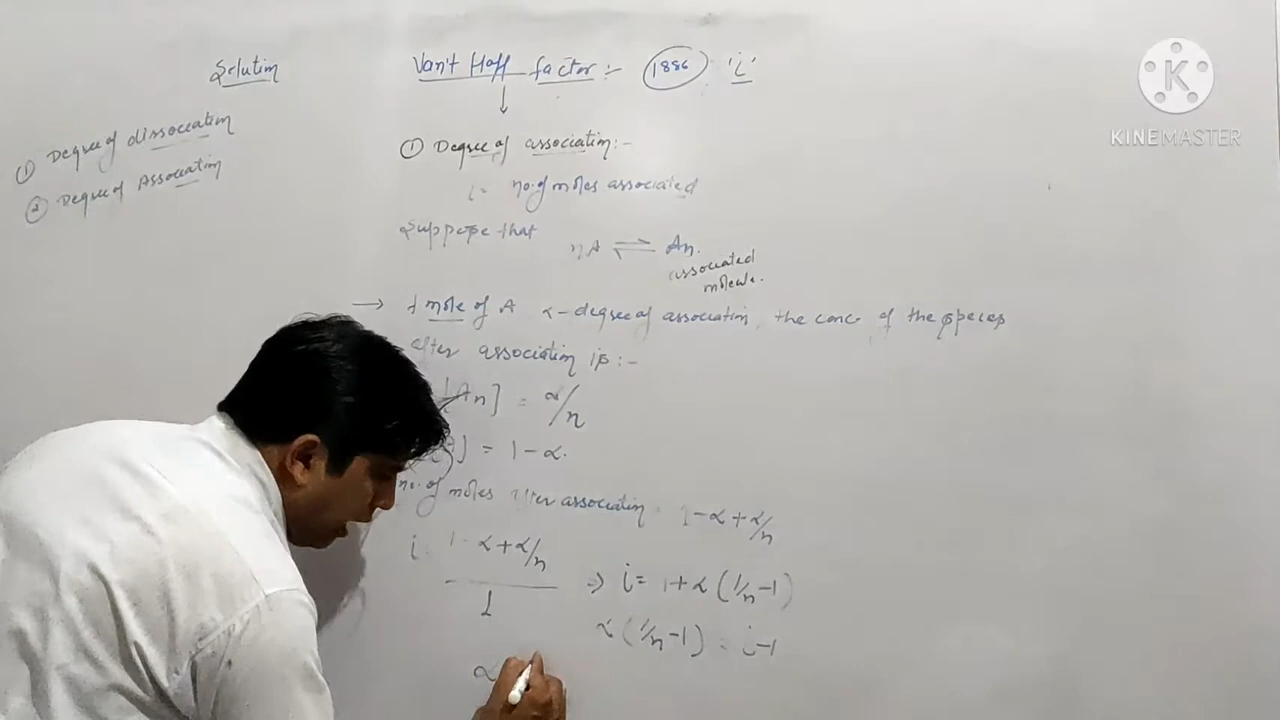 Solution
① Degree of dissociation
② Degree of Association
Van't Hoff factor :- 1886 'i'
① Degree of association:-
i = no. of moles associated
Suppose that
nA ⇌ An.
associated
molecule.
→ 1 mole of A α-degree of association, the conc of the species
after association is :-
[An] = α/n
= 1-α.
no. of moles after association = 1-α+α/n
i = 1-α+α/n
1
⇒ i = 1+α(1/n-1)
α(1/n-1) = i-1
α
KINEMASTER